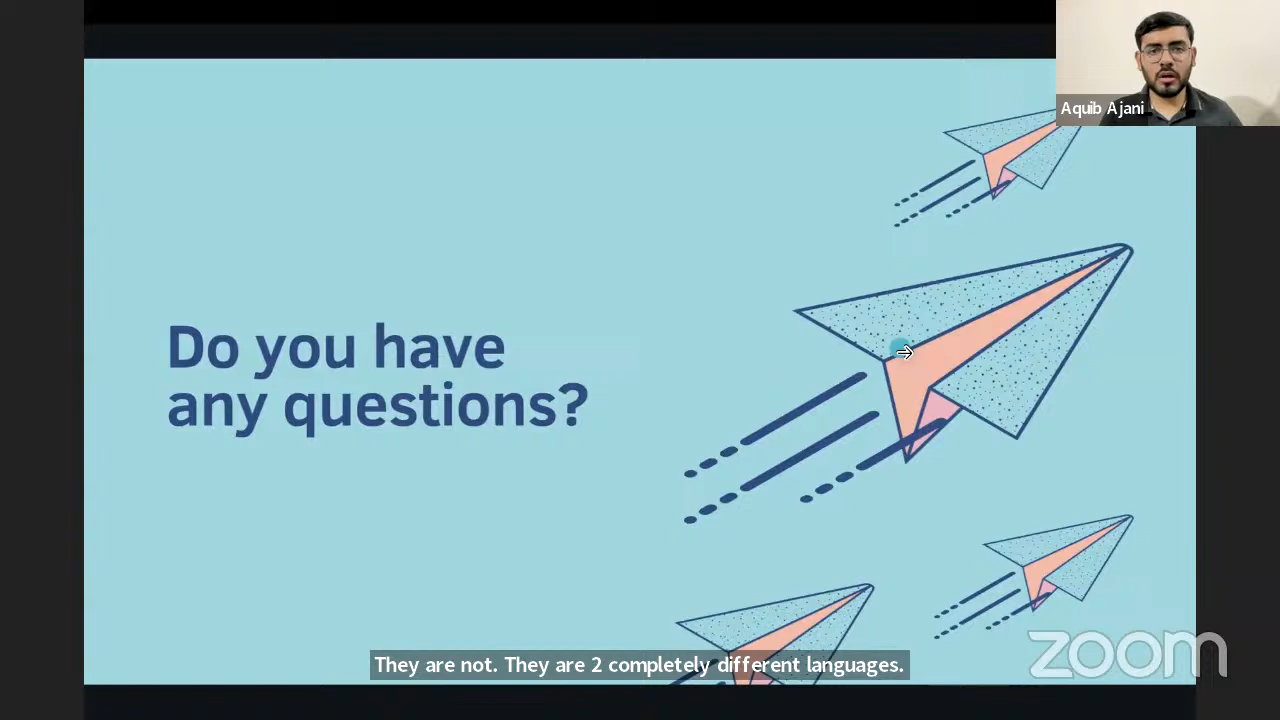 Aquib Ajani
Do you have
any questions?
They are not. They are 2 completely different languages.
zoom